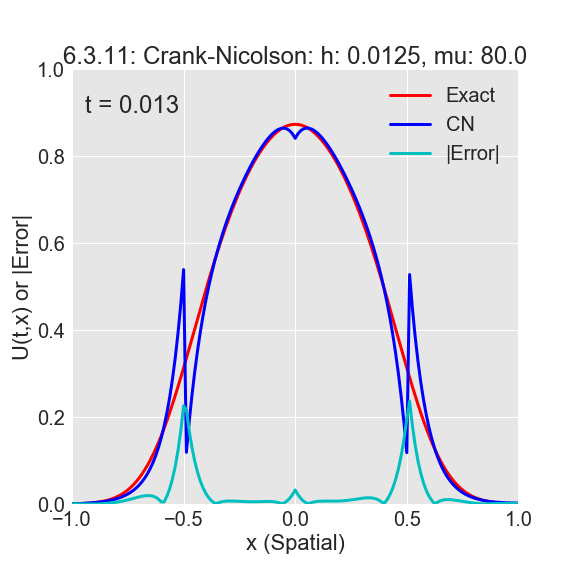 6.3.11: Crank-Nicolson: h: 0.0125, mu: 80.0
1.0
t = 0.013
Exact
CN
|Error|
0.8
0.6
0.4
0.2
0.0
U(t,x) or |Error|
−1.0
−0.5
0.0
0.5
1.0
x (Spatial)